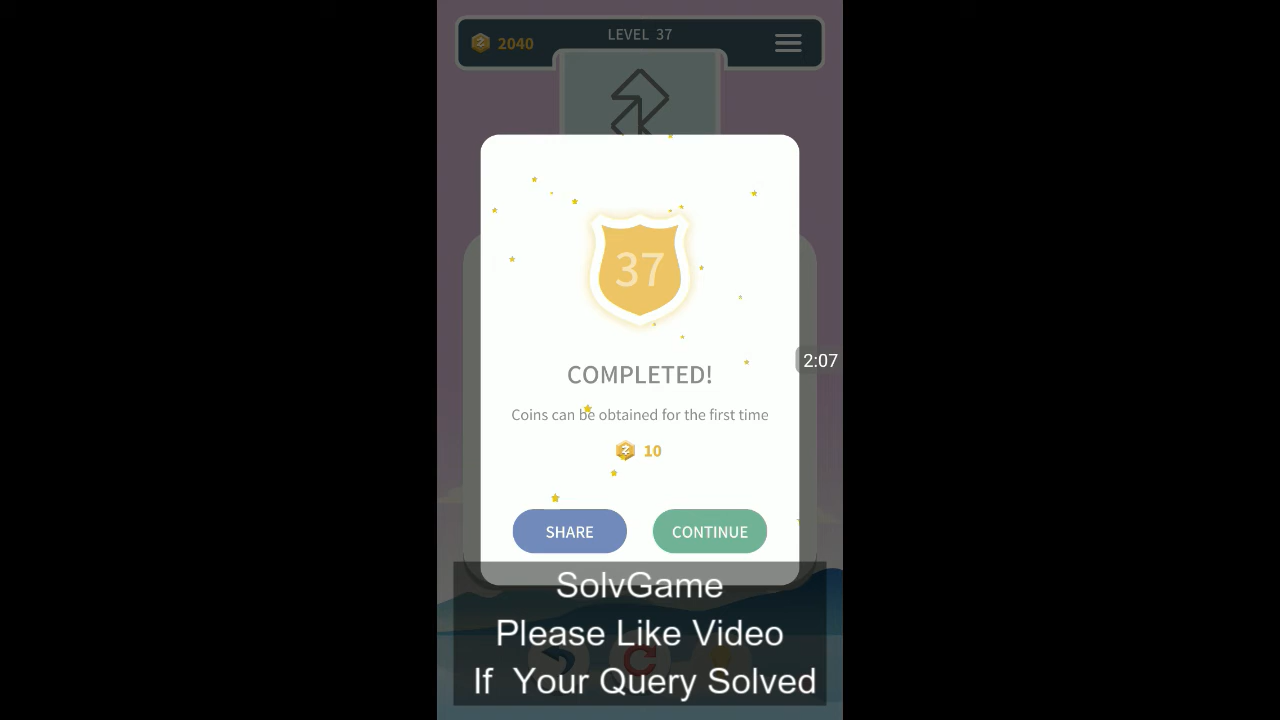 2040
LEVEL 37
37
2:07
COMPLETED!
Coins can be obtained for the first time
10
SHARE
CONTINUE
SolvGame
Please Like Video
If Your Query Solved